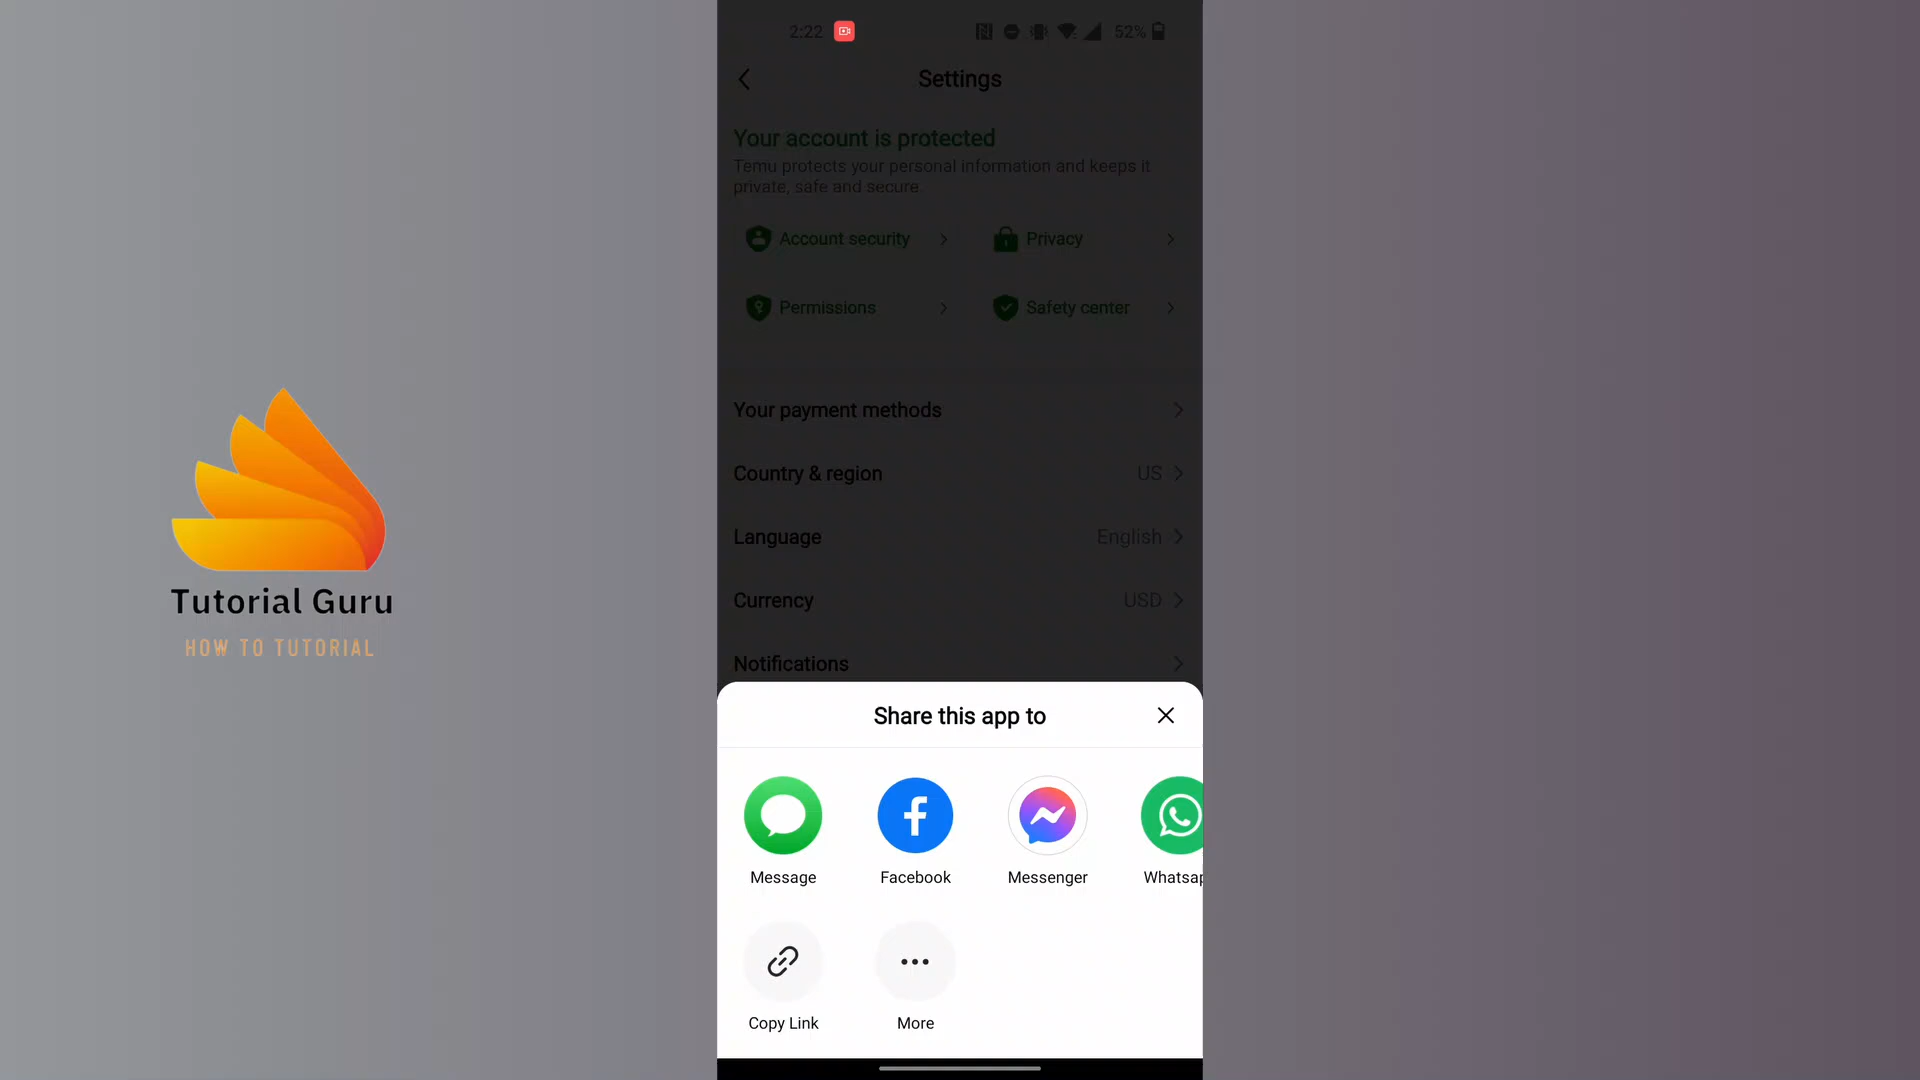 2:22
52%
Settings
Your account is protected
Temu protects your personal information and keeps it
private, safe and secure.
Account security
Privacy
Permissions
Safety center
Your payment methods
Country & region US
Language English
Currency USD
Notifications
Tutorial Guru
HOW TO TUTORIAL
Share this app to
Message
Facebook
Messenger
Whatsap
Copy Link
More